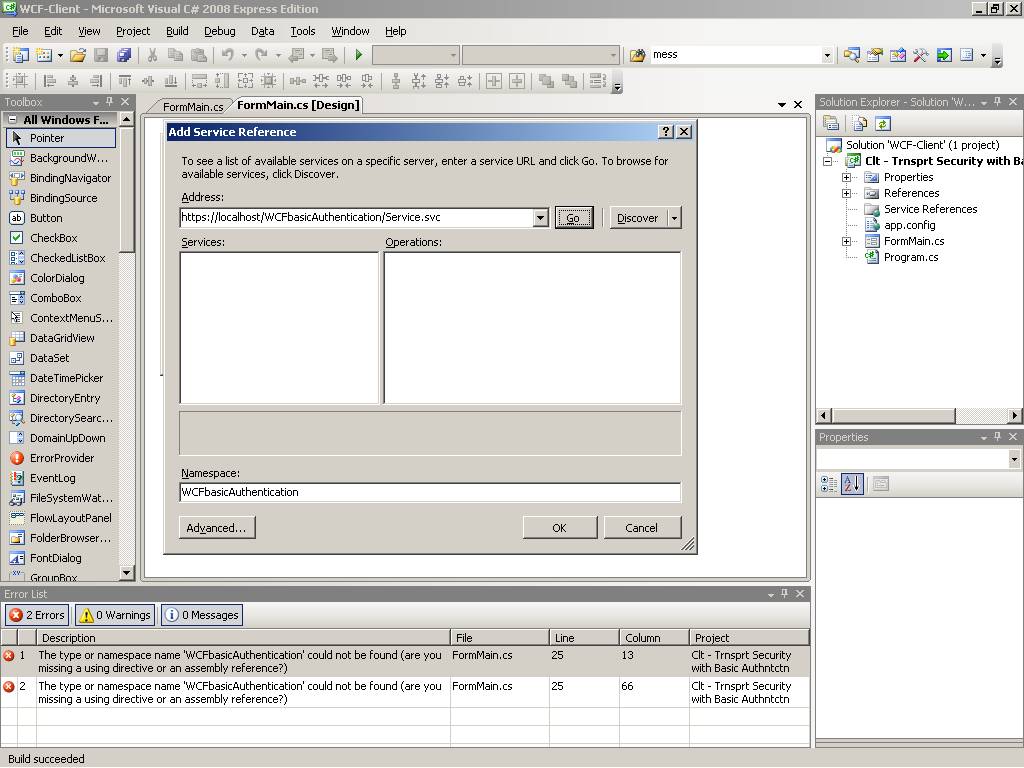 WCF-Client - Microsoft Visual C# 2008 Express Edition
File Edit View Project Build Debug Data Tools Window Help
mess
Toolbox
All Windows F...
Pointer
BackgroundW...
BindingNavigator
BindingSource
Button
CheckBox
CheckedListBox
ColorDialog
ComboBox
ContextMenuS...
DataGridView
DataSet
DateTimePicker
DirectoryEntry
DirectorySearc...
DomainUpDown
ErrorProvider
EventLog
FileSystemWat...
FlowLayoutPanel
FolderBrowser...
FontDialog
GroupBox
FormMain.cs FormMain.cs [Design]
Add Service Reference
To see a list of available services on a specific server, enter a service URL and click Go. To browse for
available services, click Discover.
Address:
https://localhost/WCFbasicAuthentication/Service.svc
Go
Discover
Services:
Operations:
Namespace:
WCFbasicAuthentication
Advanced...
OK
Cancel
Solution Explorer - Solution 'W...
Solution 'WCF-Client' (1 project)
Clt - Trnsprt Security with Ba
Properties
References
Service References
app.config
FormMain.cs
Program.cs
Properties
Error List
2 Errors
0 Warnings
0 Messages
Description File Line Column Project
1 The type or namespace name 'WCFbasicAuthentication' could not be found (are you FormMain.cs 25 13 Clt - Trnsprt Security
missing a using directive or an assembly reference?) with Basic Authntctn
2 The type or namespace name 'WCFbasicAuthentication' could not be found (are you FormMain.cs 25 66 Clt - Trnsprt Security
missing a using directive or an assembly reference?) with Basic Authntctn
Build succeeded